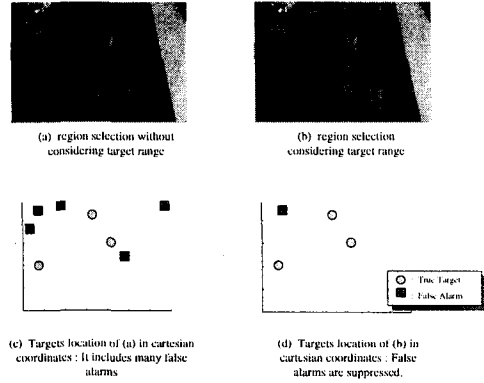 (a) region selection without
considering target range
(b) region selection
considering target range
: True Target
: False Alarm
(c) Targets location of (a) in cartesian
coordinates : It includes many false
alarms
(d) Targets location of (b) in
cartesian coordinates : False
alarms are suppressed.